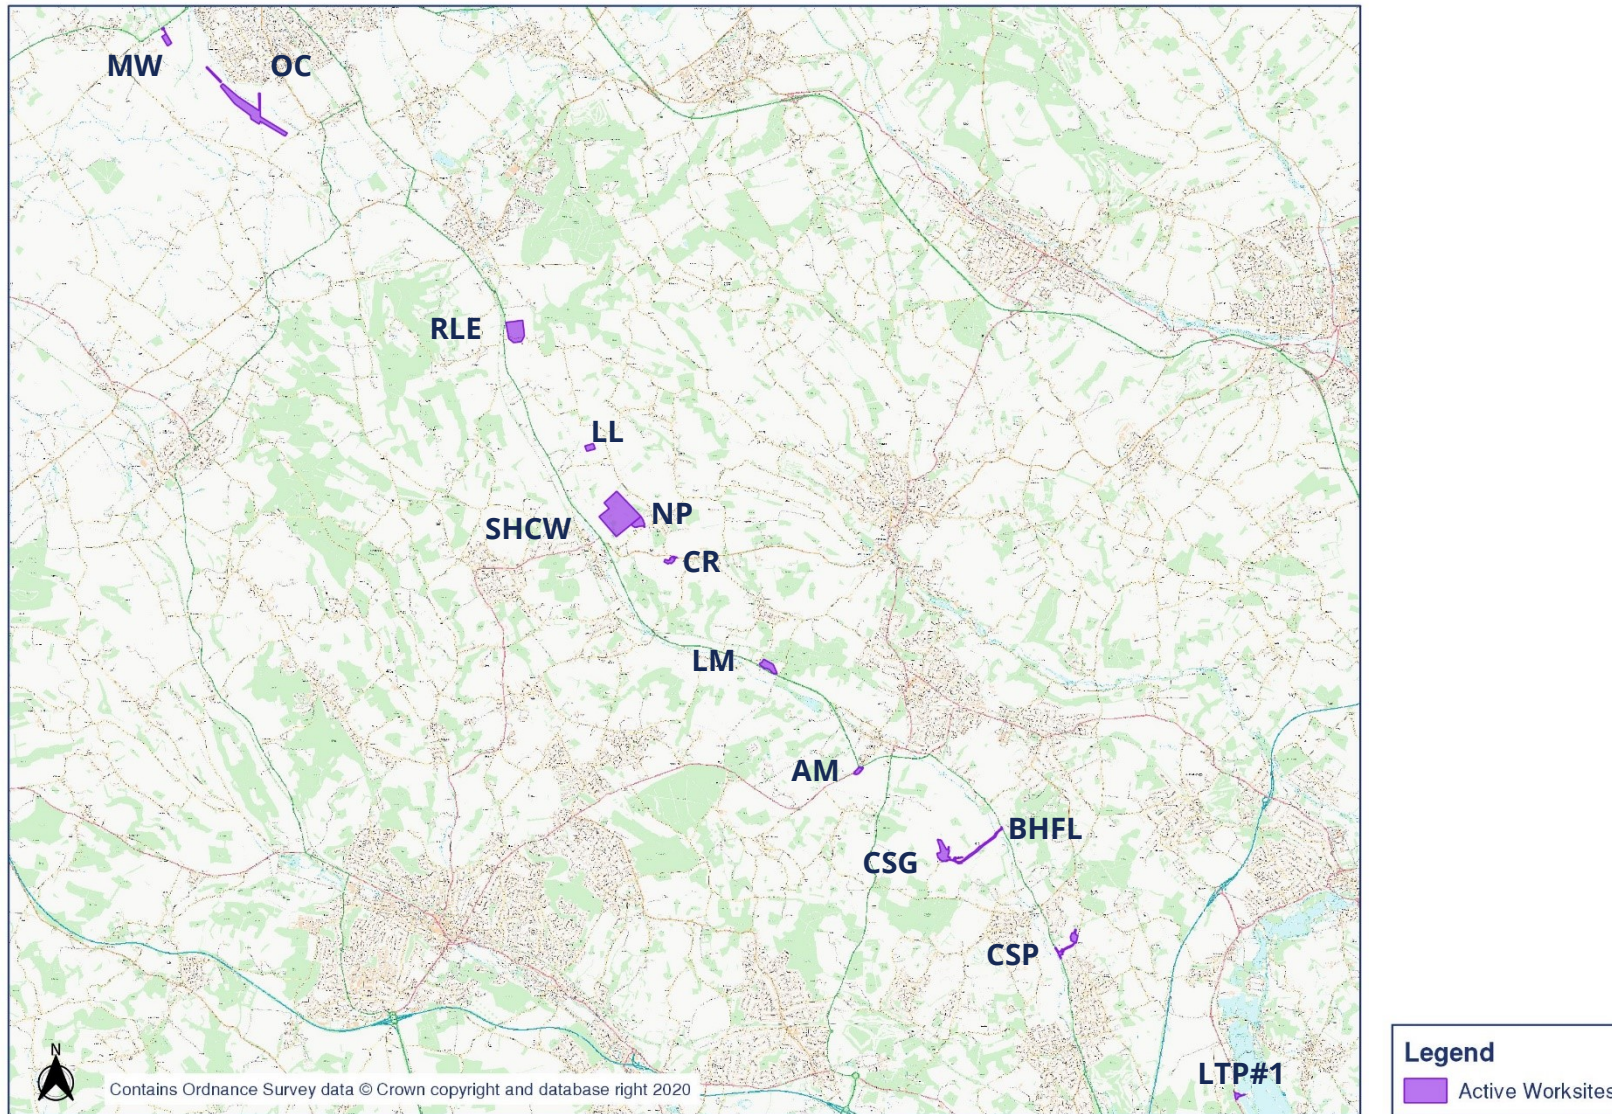 MW
OC
RLE
LL
NP
SHCW
CR
LM
AM
BHFL
CSG
CSP
LTP#1
N
Contains Ordnance Survey data © Crown copyright and database right 2020
Legend
Active Worksites